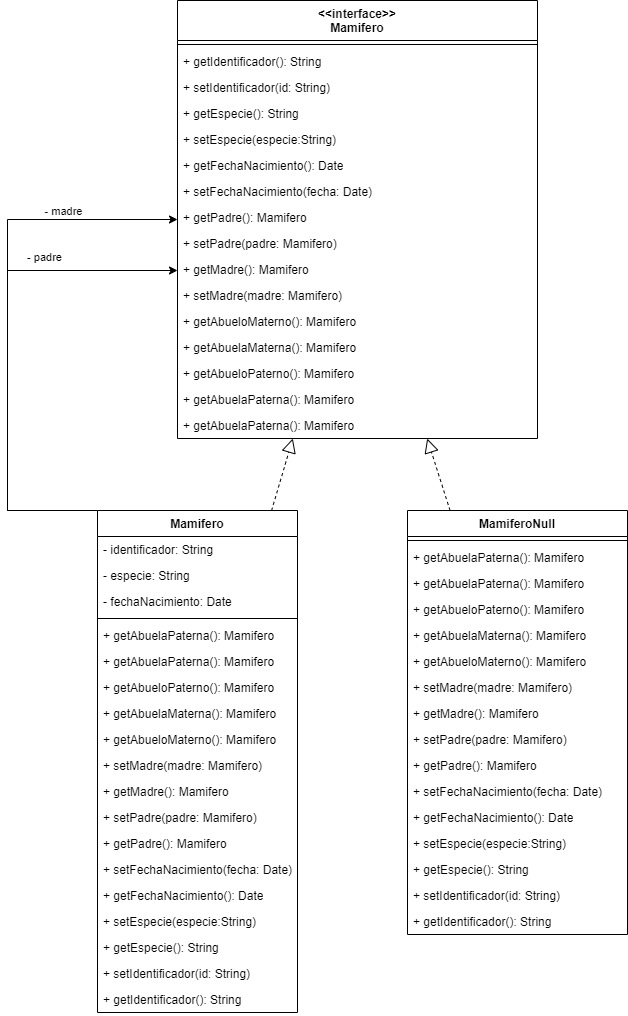 <<interface>>
Mamifero
+ getIdentificador(): String
+ setIdentificador(id: String)
+ getEspecie(): String
+ setEspecie(especie:String)
+ getFechaNacimiento(): Date
+ setFechaNacimiento(fecha: Date)
+ getPadre(): Mamifero
+ setPadre(padre: Mamifero)
+ getMadre(): Mamifero
+ setMadre(madre: Mamifero)
+ getAbueloMaterno(): Mamifero
+ getAbuelaMaterna(): Mamifero
+ getAbueloPaterno(): Mamifero
+ getAbuelaPaterna(): Mamifero
+ getAbuelaPaterna(): Mamifero
- madre
- padre
Mamifero
- identificador: String
- especie: String
- fechaNacimiento: Date
+ getAbuelaPaterna(): Mamifero
+ getAbuelaPaterna(): Mamifero
+ getAbueloPaterno(): Mamifero
+ getAbuelaMaterna(): Mamifero
+ getAbueloMaterno(): Mamifero
+ setMadre(madre: Mamifero)
+ getMadre(): Mamifero
+ setPadre(padre: Mamifero)
+ getPadre(): Mamifero
+ setFechaNacimiento(fecha: Date)
+ getFechaNacimiento(): Date
+ setEspecie(especie:String)
+ getEspecie(): String
+ setIdentificador(id: String)
+ getIdentificador(): String
MamiferoNull
+ getAbuelaPaterna(): Mamifero
+ getAbuelaPaterna(): Mamifero
+ getAbueloPaterno(): Mamifero
+ getAbuelaMaterna(): Mamifero
+ getAbueloMaterno(): Mamifero
+ setMadre(madre: Mamifero)
+ getMadre(): Mamifero
+ setPadre(padre: Mamifero)
+ getPadre(): Mamifero
+ setFechaNacimiento(fecha: Date)
+ getFechaNacimiento(): Date
+ setEspecie(especie:String)
+ getEspecie(): String
+ setIdentificador(id: String)
+ getIdentificador(): String